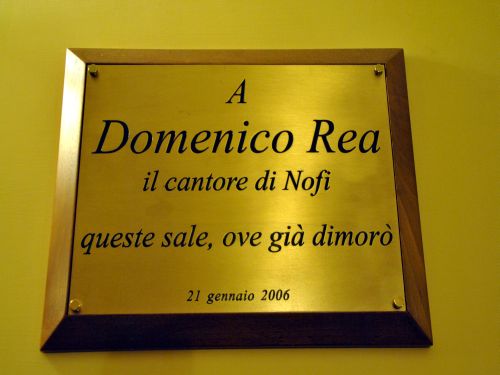 A
Domenico Rea
il cantore di Nofi
queste sale, ove già dimorò
21 gennaio 2006